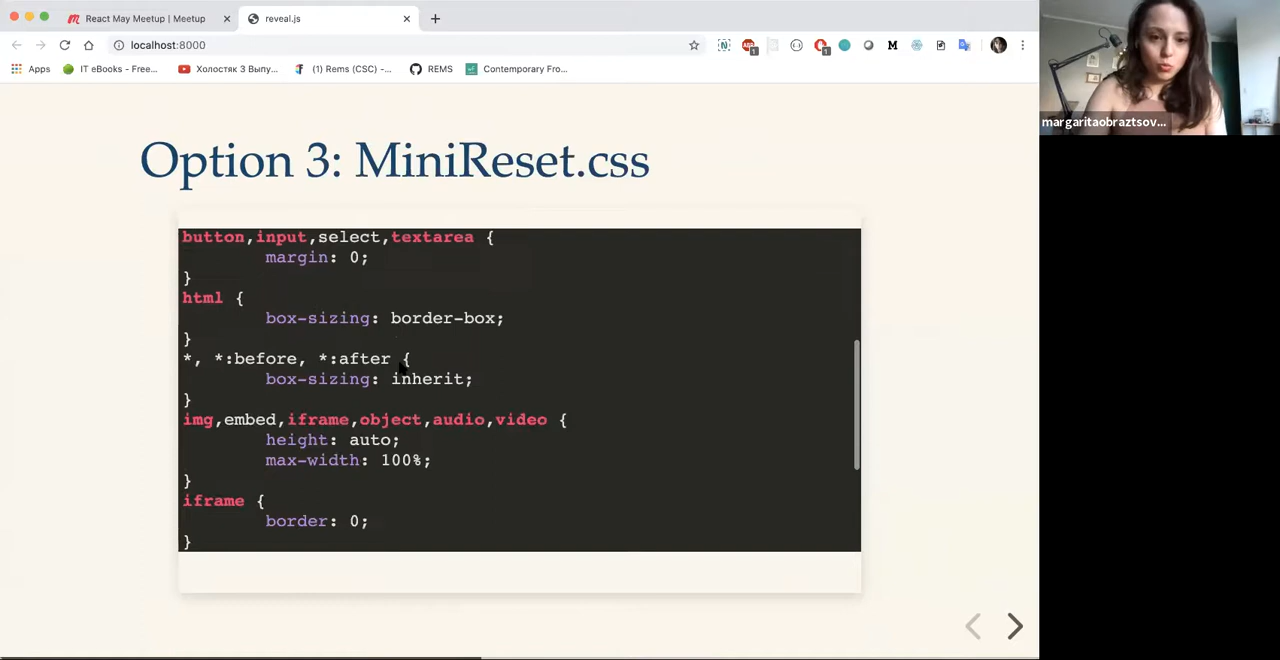 React May Meetup | Meetup
reveal.js
localhost:8000
Apps
IT eBooks - Free...
Холостяк 3 Выпу...
(1) Rems (CSC) -...
REMS
Contemporary Fro...
margaritaobraztsov...
Option 3: MiniReset.css
button,input,select,textarea {
margin: 0;
}
html {
box-sizing: border-box;
}
*, *:before, *:after {
box-sizing: inherit;
}
img,embed,iframe,object,audio,video {
height: auto;
max-width: 100%;
}
iframe {
border: 0;
}